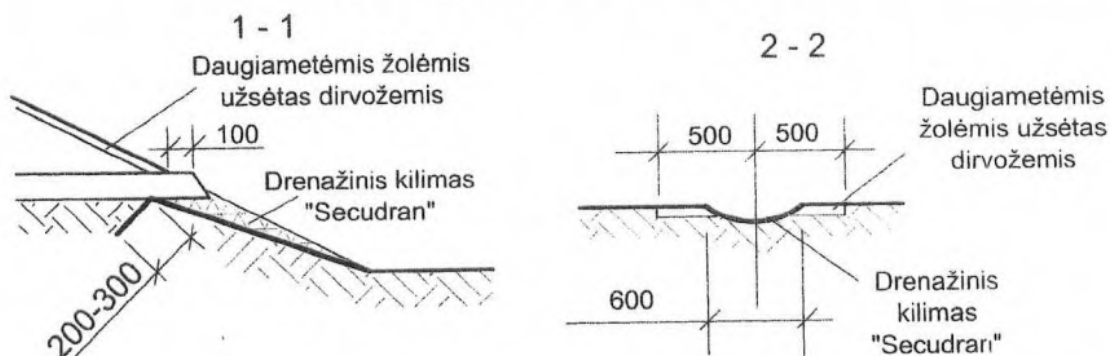 1 - 1
Daugiametėmis žolėmis
užsėtas dirvožemis
100
Drenažinis kilimas
"Secudran"
200-300
2 - 2
500
500
Daugiametėmis
žolėmis užsėtas
dirvožemis
600
Drenažinis
kilimas
"Secudran"